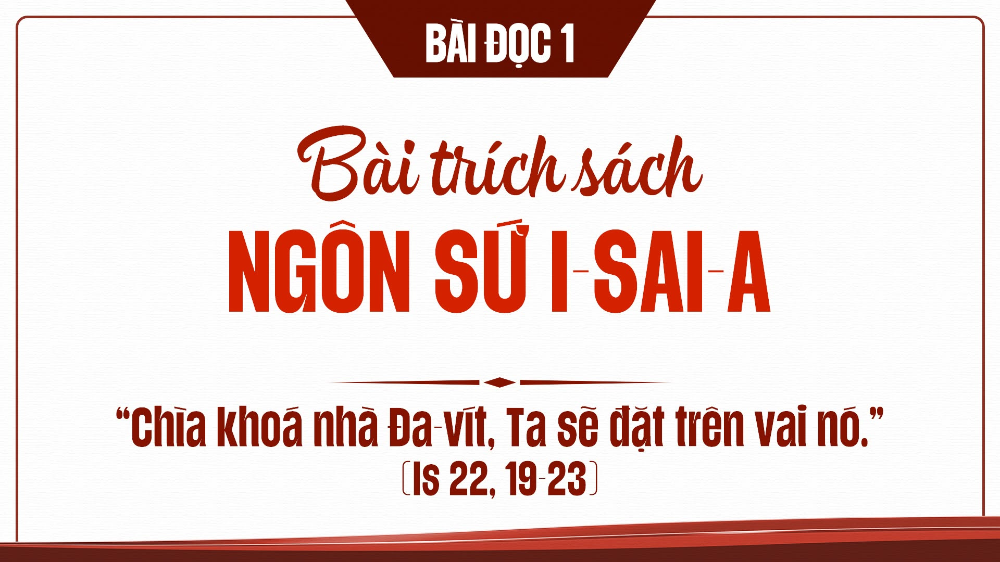 BÀI ĐỌC 1
Bài trích sách
NGÔN SỨ I-SAI-A
“Chìa khoá nhà Đa-vít, Ta sẽ đặt trên vai nó.”
(Is 22, 19-23)